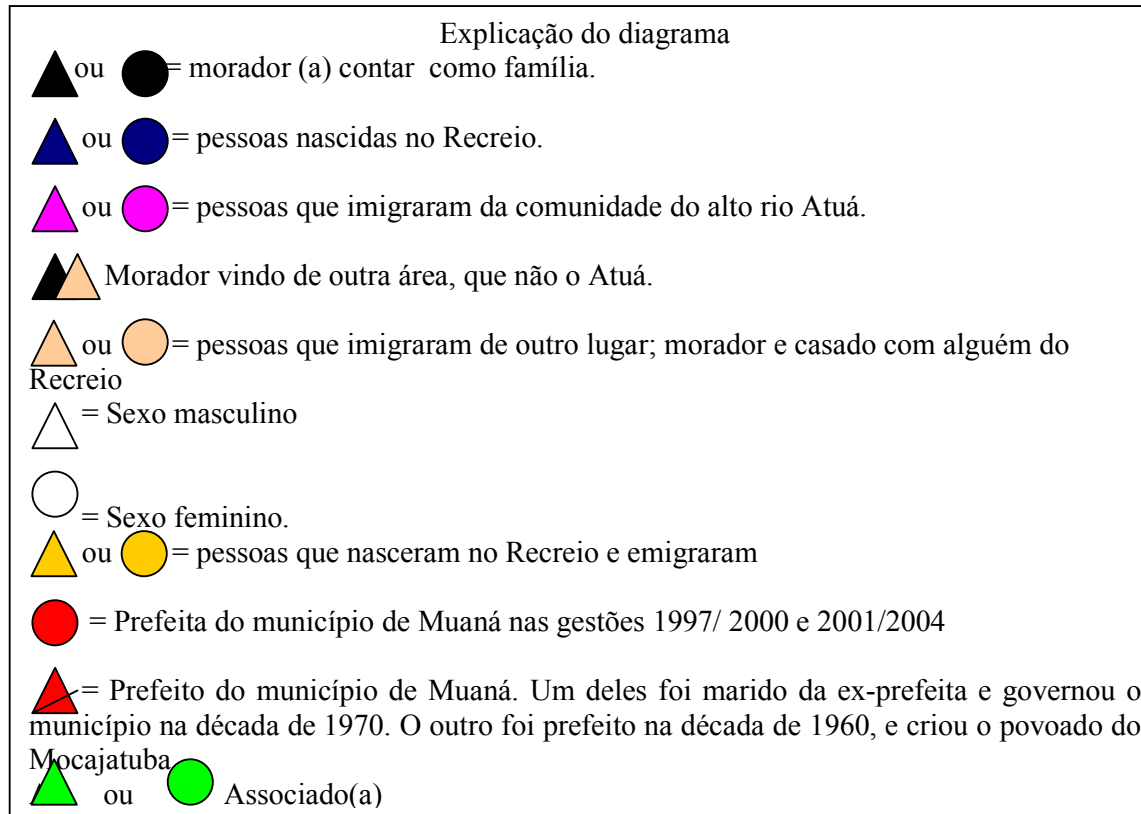 Explicação do diagrama
ou = morador (a) contar como família.
ou = pessoas nascidas no Recreio.
ou = pessoas que imigraram da comunidade do alto rio Atuá.
Morador vindo de outra área, que não o Atuá.
ou = pessoas que imigraram de outro lugar; morador e casado com alguém do
Recreio
= Sexo masculino
= Sexo feminino.
ou = pessoas que nasceram no Recreio e emigraram
= Prefeita do município de Muaná nas gestões 1997/ 2000 e 2001/2004
= Prefeito do município de Muaná. Um deles foi marido da ex-prefeita e governou o
município na década de 1970. O outro foi prefeito na década de 1960, e criou o povoado do
Mocajatuba
ou Associado(a)